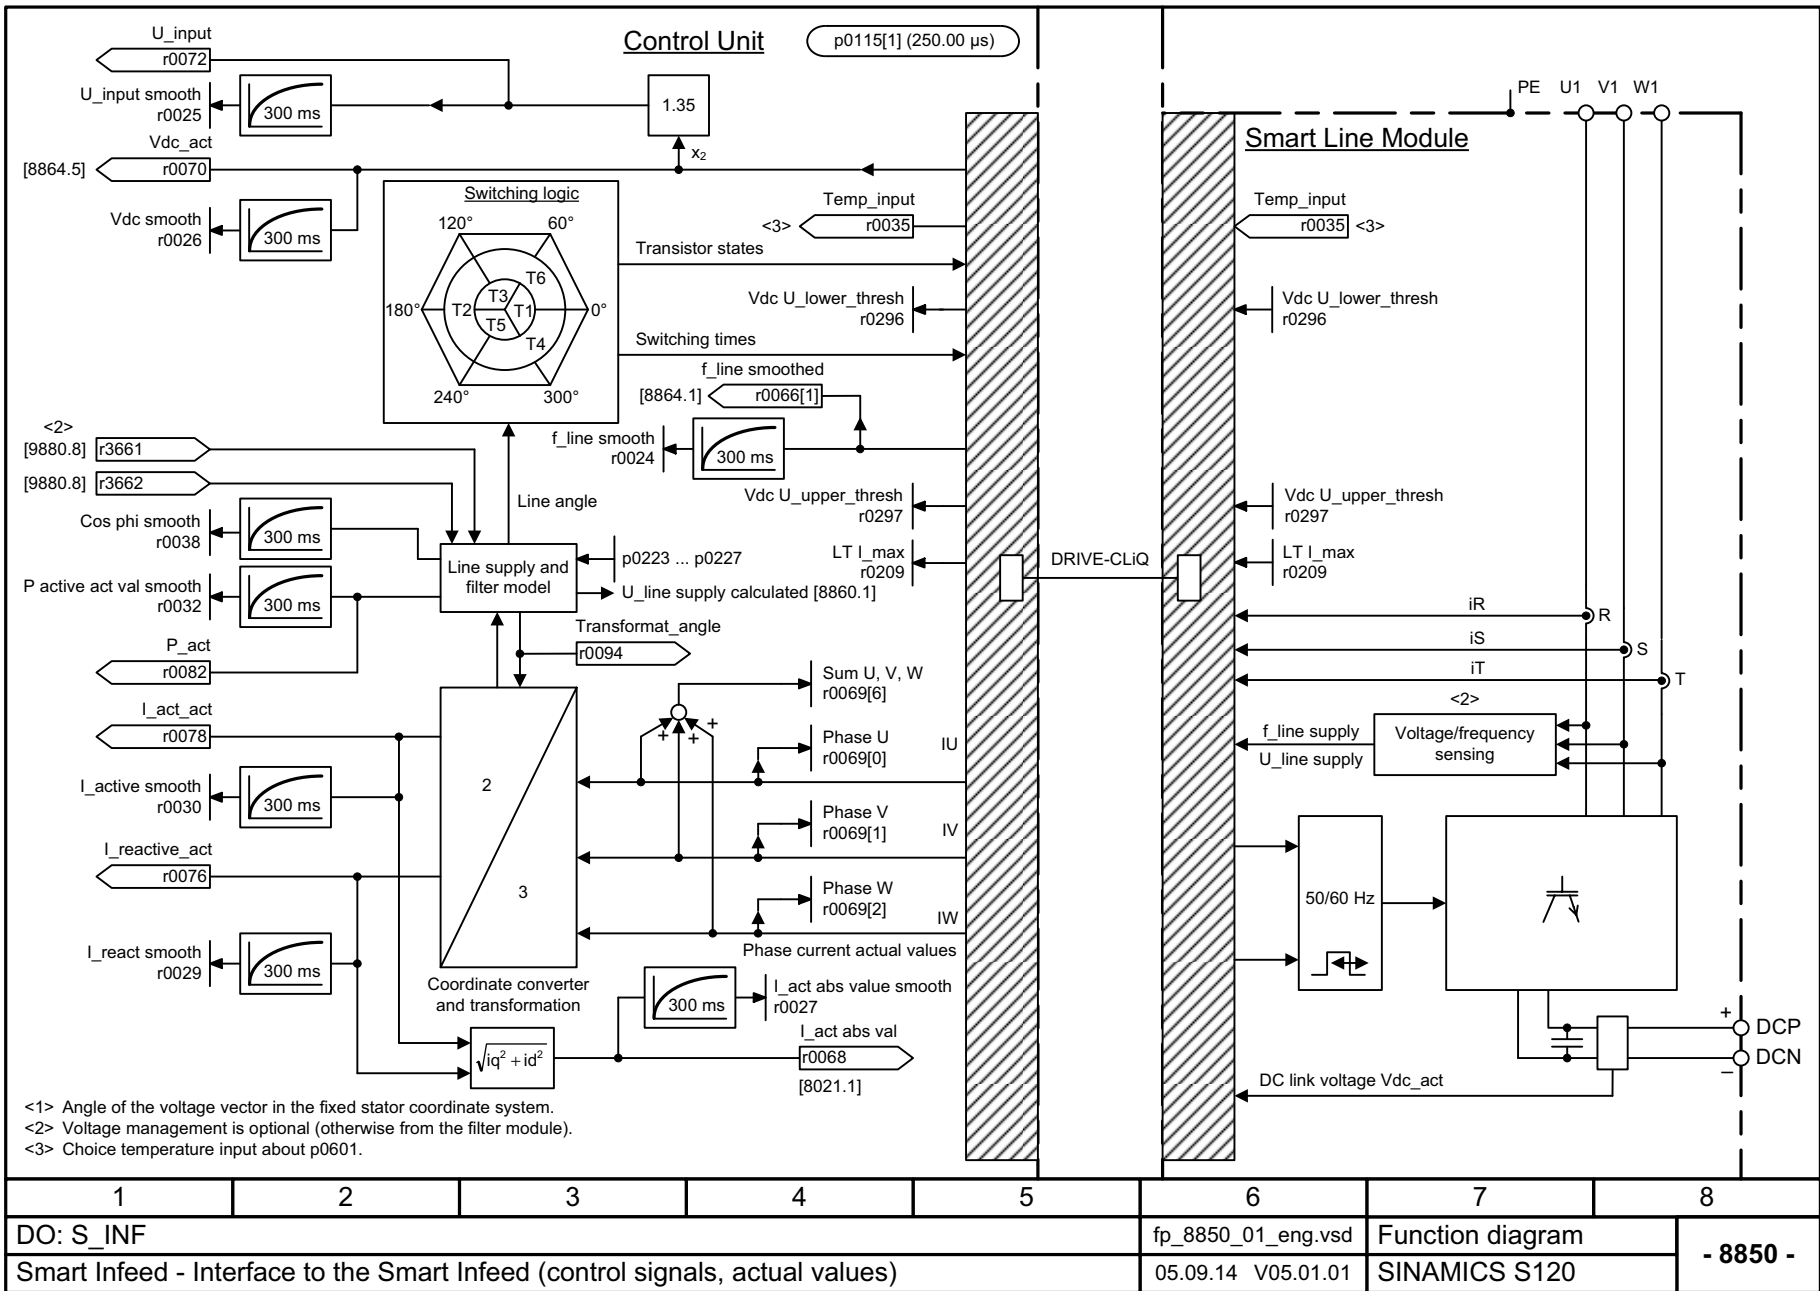 U_input
r0072
Control Unit
p0115[1] (250.00 µs)
U_input smooth
r0025
300 ms
1.35
x2
Vdc_act
[8864.5]
r0070
Vdc smooth
r0026
300 ms
Switching logic
120°
60°
180°
0°
240°
300°
T6
T3
T2
T1
T5
T4
Temp_input
<3>
r0035
Transistor states
Vdc U_lower_thresh
r0296
Switching times
f_line smoothed
[8864.1]
r0066[1]
f_line smooth
r0024
300 ms
<2>
[9880.8]
r3661
[9880.8]
r3662
Line angle
Vdc U_upper_thresh
r0297
Cos phi smooth
r0038
300 ms
LT I_max
r0209
Line supply and
filter model
p0223 ... p0227
U_line supply calculated [8860.1]
P active act val smooth
r0032
300 ms
P_act
r0082
Transformat_angle
r0094
Sum U, V, W
r0069[6]
+
+
+
I_act_act
r0078
Phase U
r0069[0]
IU
I_active smooth
r0030
300 ms
2
3
Phase V
r0069[1]
IV
I_reactive_act
r0076
Phase W
r0069[2]
IW
Phase current actual values
I_react smooth
r0029
300 ms
Coordinate converter
and transformation
300 ms
I_act abs value smooth
r0027
√iq² + id²
I_act abs val
r0068
[8021.1]
<1> Angle of the voltage vector in the fixed stator coordinate system.
<2> Voltage management is optional (otherwise from the filter module).
<3> Choice temperature input about p0601.
DRIVE-CLiQ
PE
U1
V1
W1
Smart Line Module
Temp_input
r0035
<3>
Vdc U_lower_thresh
r0296
Vdc U_upper_thresh
r0297
LT I_max
r0209
iR
R
iS
S
iT
T
<2>
f_line supply
U_line supply
Voltage/frequency
sensing
50/60 Hz
+
DCP
DCN
–
DC link voltage Vdc_act
1
2
3
4
5
6
7
8
DO: S_INF
fp_8850_01_eng.vsd
Function diagram
- 8850 -
Smart Infeed - Interface to the Smart Infeed (control signals, actual values)
05.09.14 V05.01.01
SINAMICS S120